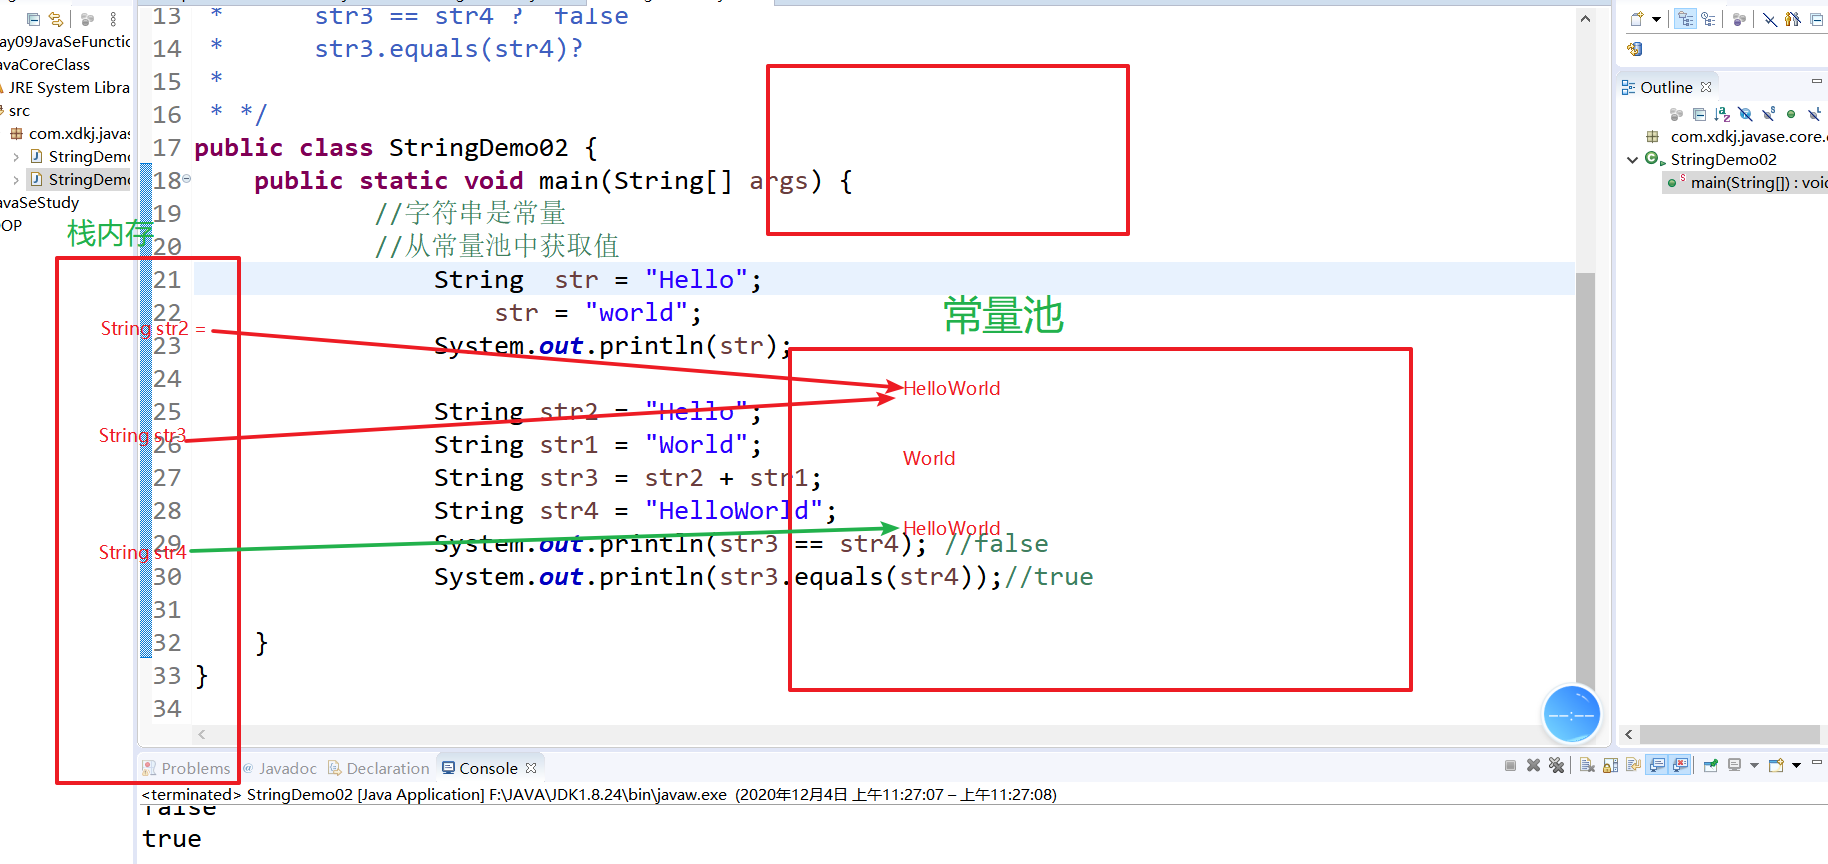 13 *      str3 == str4 ?  false
14 *      str3.equals(str4)?
15 *
16 * */
17 public class StringDemo02 {
18     public static void main(String[] args) {
19             //字符串是常量
20             //从常量池中获取值
21                 String  str = "Hello";
22                     str = "world";
23                 System.out.println(str);
24
25                 String str2 = "Hello";
26                 String str1 = "World";
27                 String str3 = str2 + str1;
28                 String str4 = "HelloWorld";
29                 System.out.println(str3 == str4); //false
30                 System.out.println(str3.equals(str4));//true
31
32     }
33 }
34
ay09JavaSeFunctic
avaCoreClass
JRE System Libra
src
com.xdkj.javas
StringDemo
StringDemo
avaSeStudy
OP
栈内存
String str2 =
String str3
String str4
常量池
HelloWorld
World
HelloWorld
Outline
com.xdkj.javase.core.
StringDemo02
main(String[]) : void
--:--
Problems @ Javadoc Declaration Console
<terminated> StringDemo02 [Java Application] F:\JAVA\JDK1.8.24\bin\javaw.exe (2020年12月4日 上午11:27:07 – 上午11:27:08)
false
true